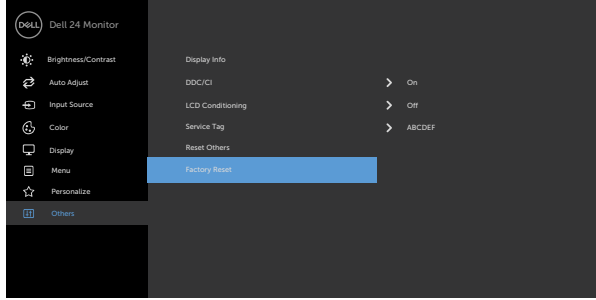 DELL Dell 24 Monitor
Brightness/Contrast
Auto Adjust
Input Source
Color
Display
Menu
Personalize
Others
Display Info
DDC/CI > On
LCD Conditioning > Off
Service Tag > ABCDEF
Reset Others
Factory Reset